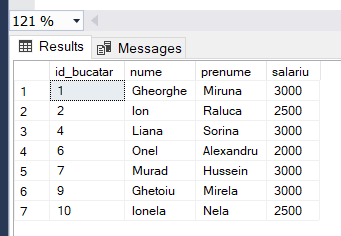 121 %
Results Messages
id_bucatar nume prenume salariu
1 1 Gheorghe Miruna 3000
2 2 Ion Raluca 2500
3 4 Liana Sorina 3000
4 6 Onel Alexandru 2000
5 7 Murad Hussein 3000
6 9 Ghetoiu Mirela 3000
7 10 Ionela Nela 2500